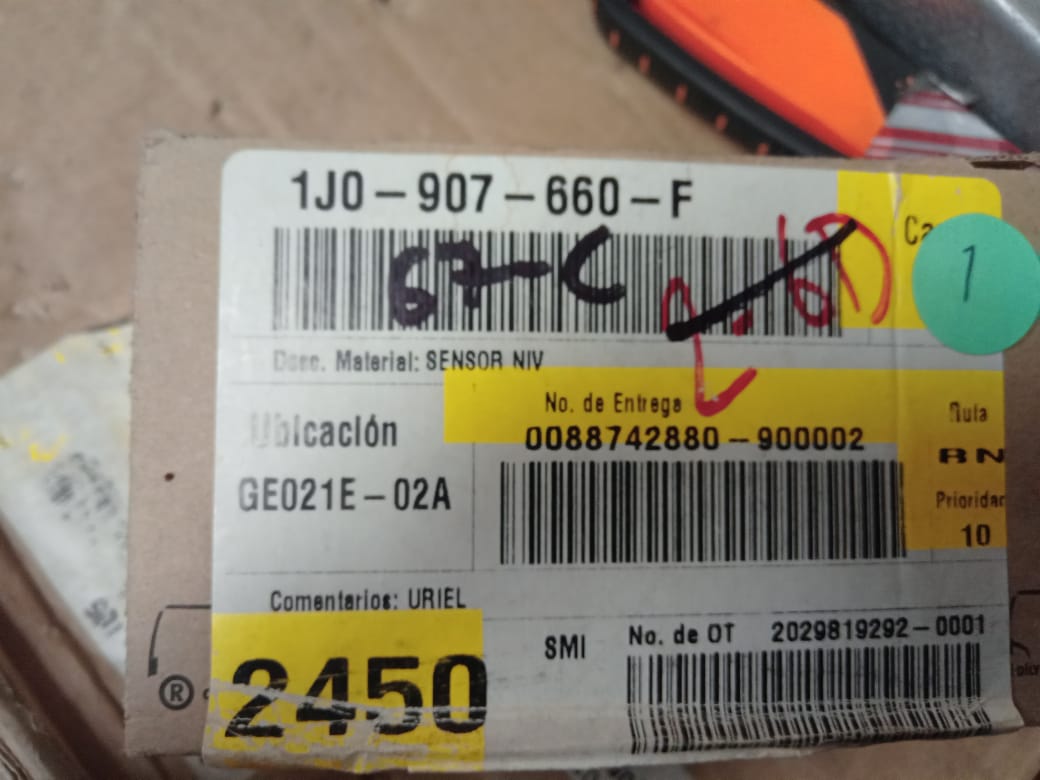 1J0-907-660-F
67-C
Ca
1
Desc. Material: SENSOR NIV
No. de Entrega
Ruta
Ubicación
0088742880-900002
RN
GE021E-02A
Prioridad
10
Comentarios: URIEL
SMI
No. de OT 2029819292-0001
2450
®